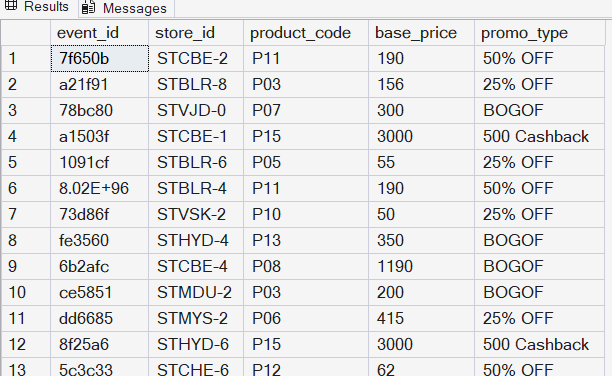 Results Messages
event_id store_id product_code base_price promo_type
1 7f650b STCBE-2 P11 190 50% OFF
2 a21f91 STBLR-8 P03 156 25% OFF
3 78bc80 STVJD-0 P07 300 BOGOF
4 a1503f STCBE-1 P15 3000 500 Cashback
5 1091cf STBLR-6 P05 55 25% OFF
6 8.02E+96 STBLR-4 P11 190 50% OFF
7 73d86f STVSK-2 P10 50 25% OFF
8 fe3560 STHYD-4 P13 350 BOGOF
9 6b2afc STCBE-4 P08 1190 BOGOF
10 ce5851 STMDU-2 P03 200 BOGOF
11 dd6685 STMYS-2 P06 415 25% OFF
12 8f25a6 STHYD-6 P15 3000 500 Cashback
13 5c3c33 STCHE-6 P12 62 50% OFF